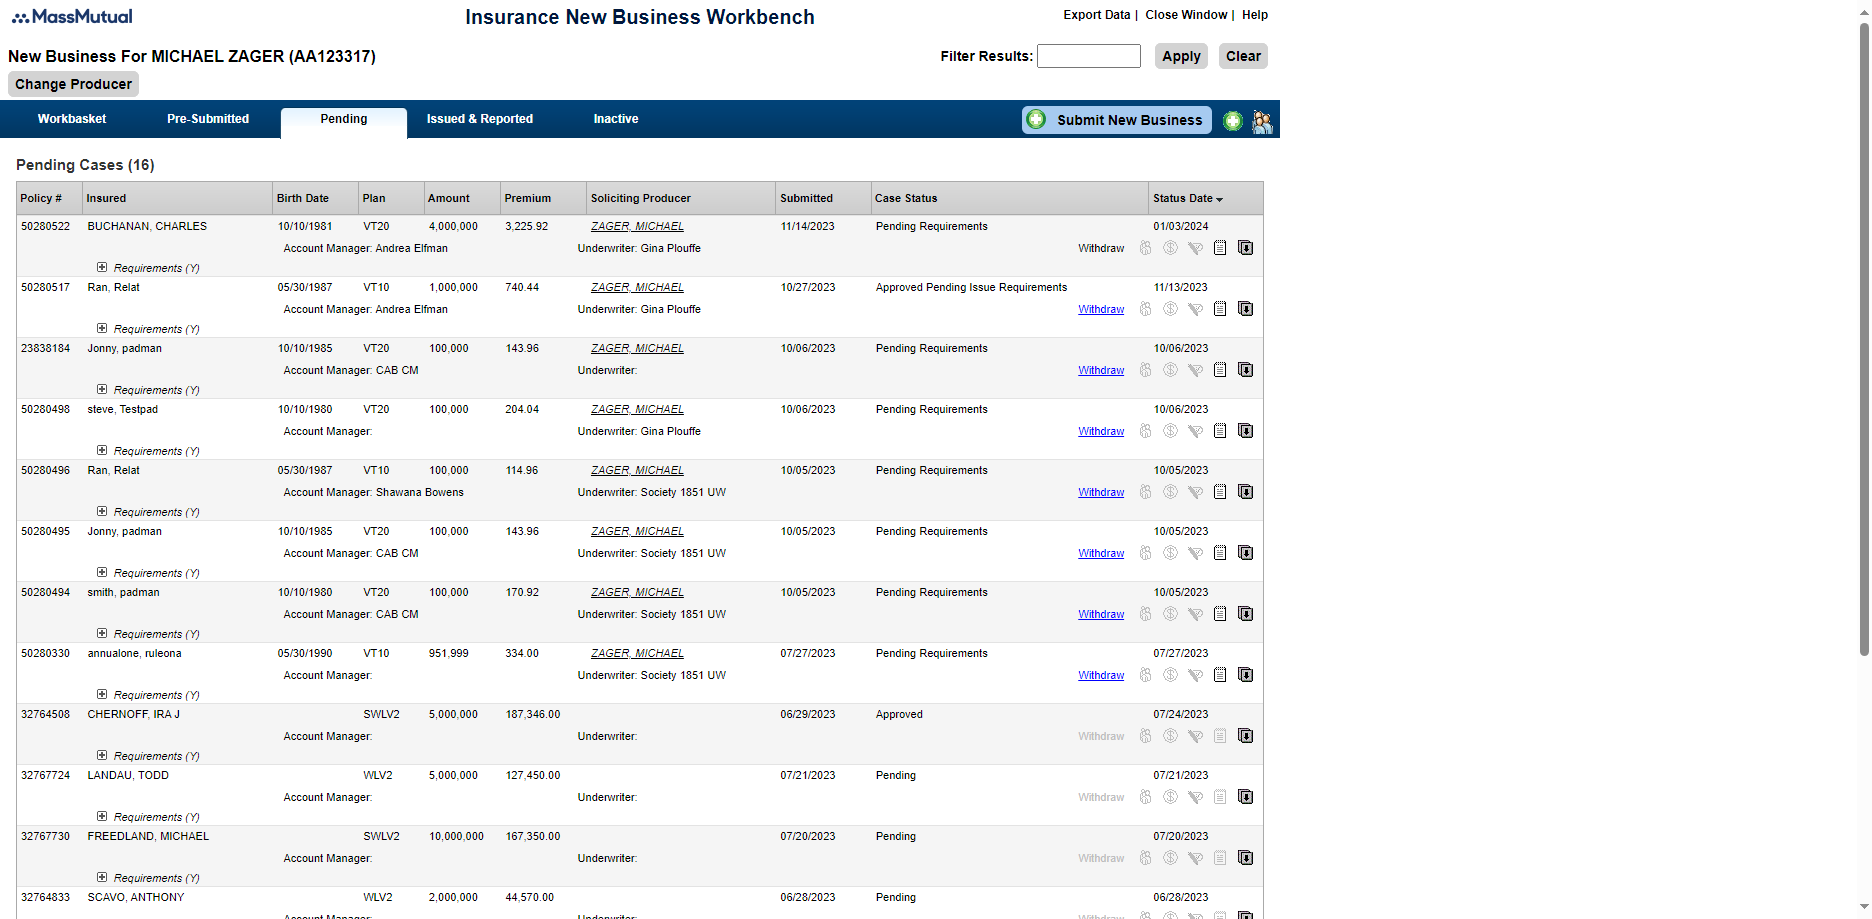 MassMutual
Insurance New Business Workbench
Export Data | Close Window | Help
New Business For MICHAEL ZAGER (AA123317)
Filter Results: Apply Clear
Change Producer
Workbasket Pre-Submitted Pending Issued & Reported Inactive Submit New Business
Pending Cases (16)
Policy # Insured Birth Date Plan Amount Premium Soliciting Producer Submitted Case Status Status Date
50280522 BUCHANAN, CHARLES 10/10/1981 VT20 4,000,000 3,225.92 ZAGER, MICHAEL 11/14/2023 Pending Requirements 01/03/2024
Account Manager: Andrea Elfman Underwriter: Gina Plouffe Withdraw
Requirements (Y)
50280517 Ran, Relat 05/30/1987 VT10 1,000,000 740.44 ZAGER, MICHAEL 10/27/2023 Approved Pending Issue Requirements 11/13/2023
Account Manager: Andrea Elfman Underwriter: Gina Plouffe Withdraw
Requirements (Y)
23838184 Jonny, padman 10/10/1985 VT20 100,000 143.96 ZAGER, MICHAEL 10/06/2023 Pending Requirements 10/06/2023
Account Manager: CAB CM Underwriter: Withdraw
Requirements (Y)
50280498 steve, Testpad 10/10/1980 VT20 100,000 204.04 ZAGER, MICHAEL 10/06/2023 Pending Requirements 10/06/2023
Account Manager: Underwriter: Gina Plouffe Withdraw
Requirements (Y)
50280496 Ran, Relat 05/30/1987 VT10 100,000 114.96 ZAGER, MICHAEL 10/05/2023 Pending Requirements 10/05/2023
Account Manager: Shawana Bowens Underwriter: Society 1851 UW Withdraw
Requirements (Y)
50280495 Jonny, padman 10/10/1985 VT20 100,000 143.96 ZAGER, MICHAEL 10/05/2023 Pending Requirements 10/05/2023
Account Manager: CAB CM Underwriter: Society 1851 UW Withdraw
Requirements (Y)
50280494 smith, padman 10/10/1980 VT20 100,000 170.92 ZAGER, MICHAEL 10/05/2023 Pending Requirements 10/05/2023
Account Manager: CAB CM Underwriter: Society 1851 UW Withdraw
Requirements (Y)
50280330 annualone, ruleona 05/30/1990 VT10 951,999 334.00 ZAGER, MICHAEL 07/27/2023 Pending Requirements 07/27/2023
Account Manager: Underwriter: Society 1851 UW Withdraw
Requirements (Y)
32764508 CHERNOFF, IRA J SWLV2 5,000,000 187,346.00 06/29/2023 Approved 07/24/2023
Account Manager: Underwriter: Withdraw
Requirements (Y)
32767724 LANDAU, TODD WLV2 5,000,000 127,450.00 07/21/2023 Pending 07/21/2023
Account Manager: Underwriter: Withdraw
Requirements (Y)
32767730 FREEDLAND, MICHAEL SWLV2 10,000,000 167,350.00 07/20/2023 Pending 07/20/2023
Account Manager: Underwriter: Withdraw
Requirements (Y)
32764833 SCAVO, ANTHONY WLV2 2,000,000 44,570.00 06/28/2023 Pending 06/28/2023
Account Manager: Underwriter: Withdraw